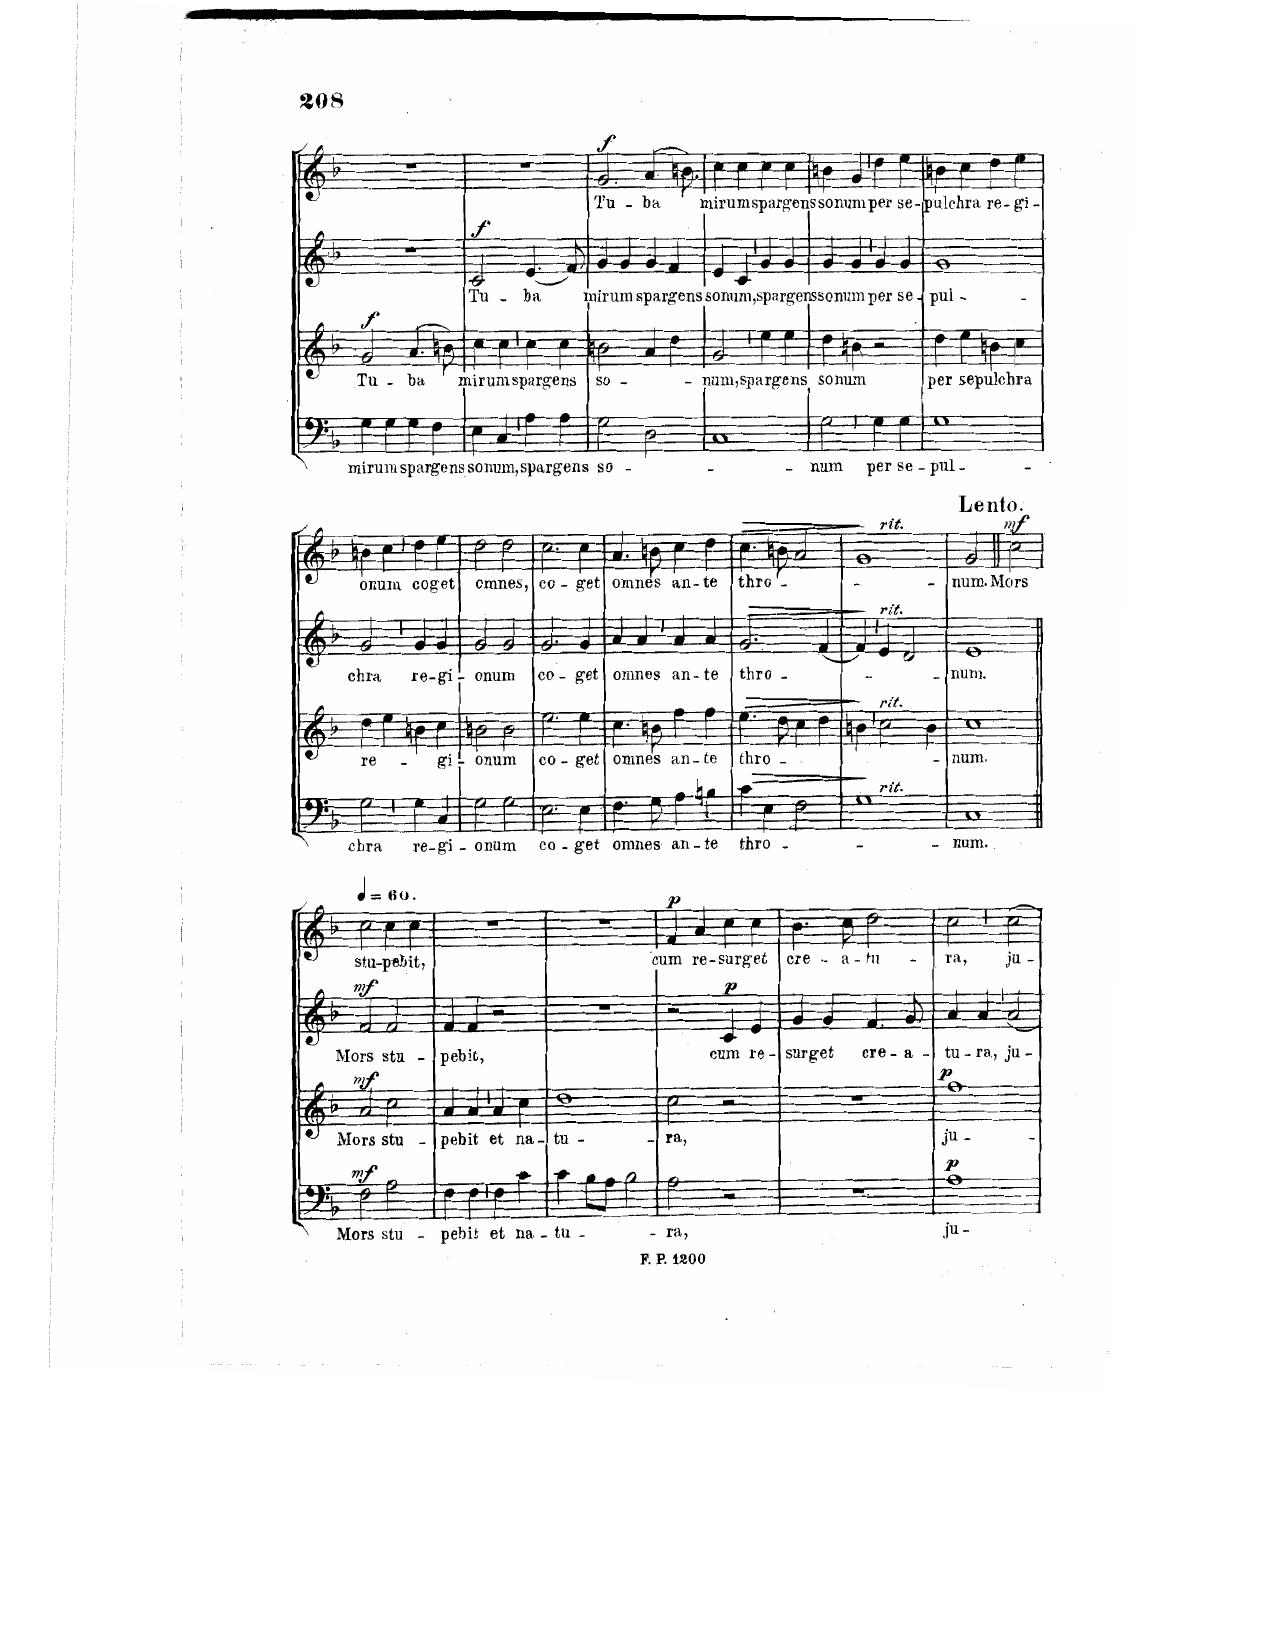 208
f
Tu - ba mirum spargens sonum per se - pulchra re - gi -
f
Tu - ba mirum spargens sonum, spargens sonum per se - pul -
f
Tu - ba mirum spargens so - num, spargens sonum per sepulchra
mirum spargens sonum, spargens so - num per se - pul -
Lento.
rit. mf
onum coget omnes, co - get omnes an - te thro - num. Mors
rit.
chra re - gi - onum co - get omnes an - te thro - num.
rit.
re - gi - onum co - get omnes an - te thro - num.
rit.
chra re - gi - onum co - get omnes an - te thro - num.
= 60.
p
stu - pebit, cum re - surget cre - a - tu - ra, ju -
mf p
Mors stu - pebit, cum re - surget cre - a - tu - ra, ju -
mf p
Mors stu - pebit et na - tu - ra, ju -
mf p
Mors stu - pebit et na - tu - ra, ju -
F. P. 1200